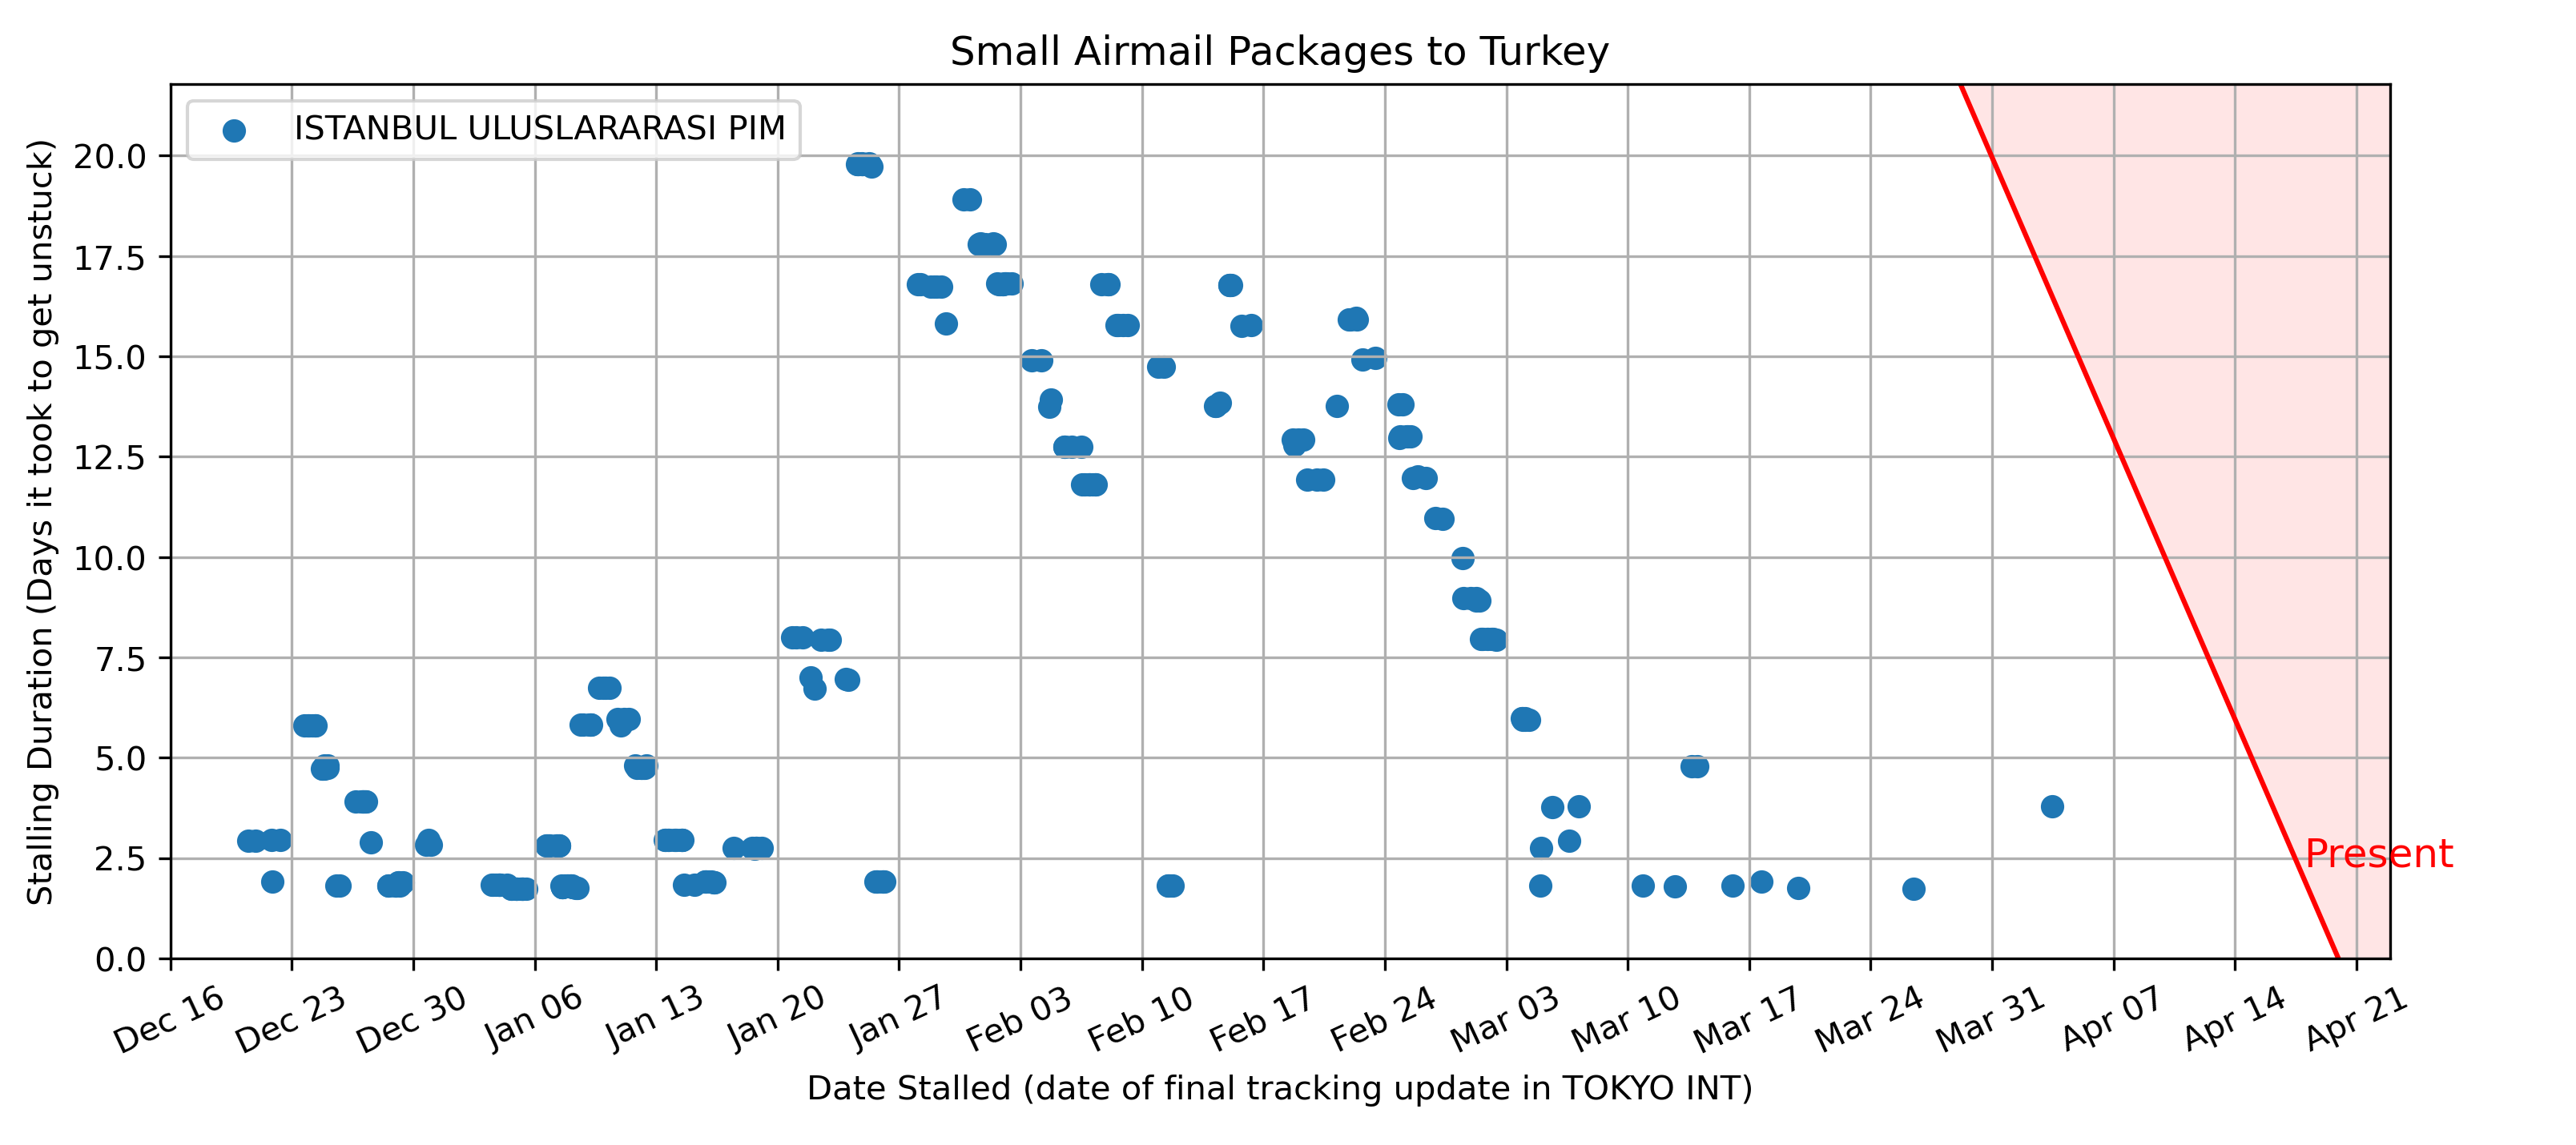 Small Airmail Packages to Turkey
ISTANBUL ULUSLARARASI PIM
Stalling Duration (Days it took to get unstuck)
20.0
17.5
15.0
12.5
10.0
7.5
5.0
2.5
0.0
Present
Dec 16
Dec 23
Dec 30
Jan 06
Jan 13
Jan 20
Jan 27
Feb 03
Feb 10
Feb 17
Feb 24
Mar 03
Mar 10
Mar 17
Mar 24
Mar 31
Apr 07
Apr 14
Apr 21
Date Stalled (date of final tracking update in TOKYO INT)